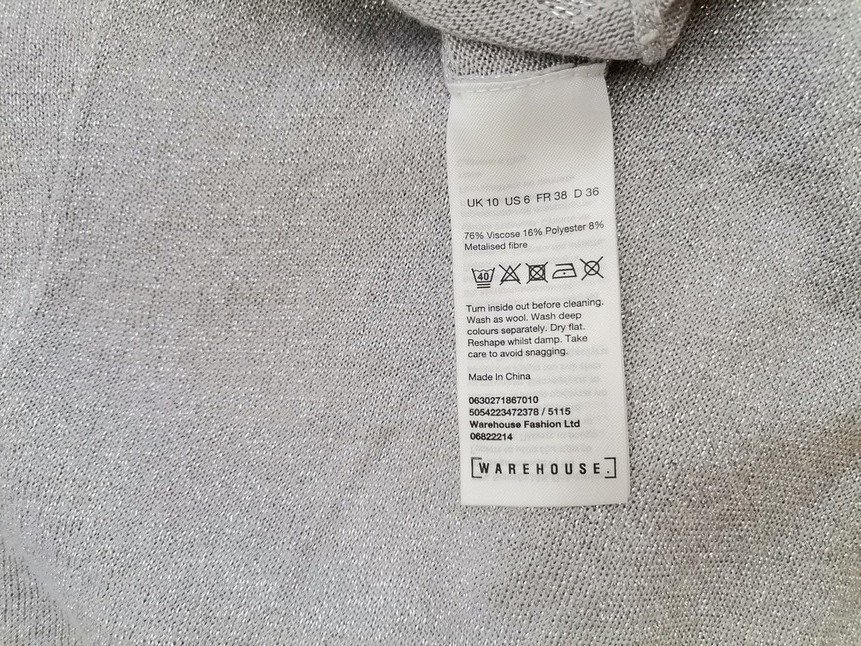 UK 10 US 6 FR 38 D 36
76% Viscose 16% Polyester 8%
Metalised fibre
40
Turn inside out before cleaning.
Wash as wool. Wash deep
colours separately. Dry flat.
Reshape whilst damp. Take
care to avoid snagging.
Made In China
0630271867010
5054223472378 / 5115
Warehouse Fashion Ltd
06822214
[WAREHOUSE.]